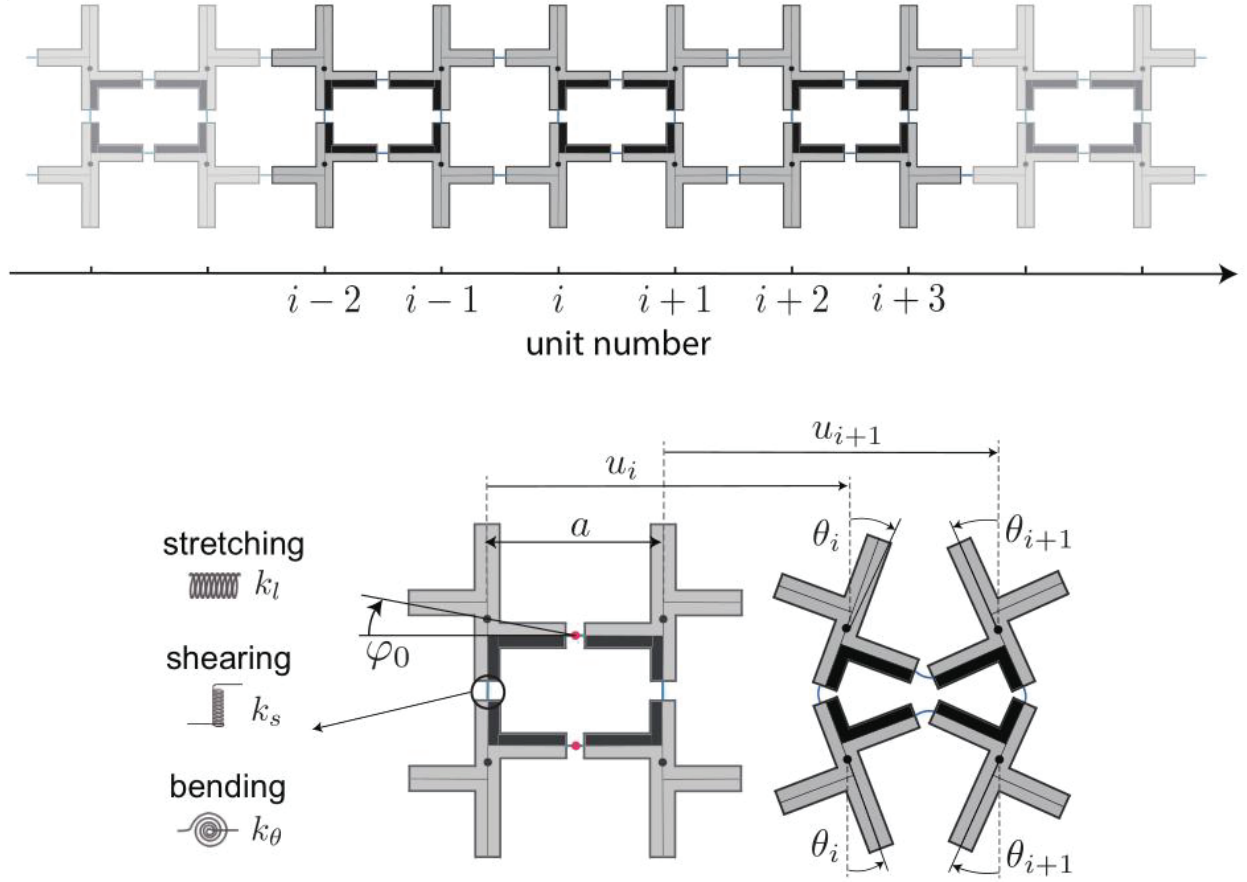 i − 2 i − 1 i i + 1 i + 2 i + 3
unit number
u_{i+1}
u_i
a
θ_i θ_{i+1}
stretching
k_l
φ_0
shearing
k_s
bending
k_θ
θ_i θ_{i+1}